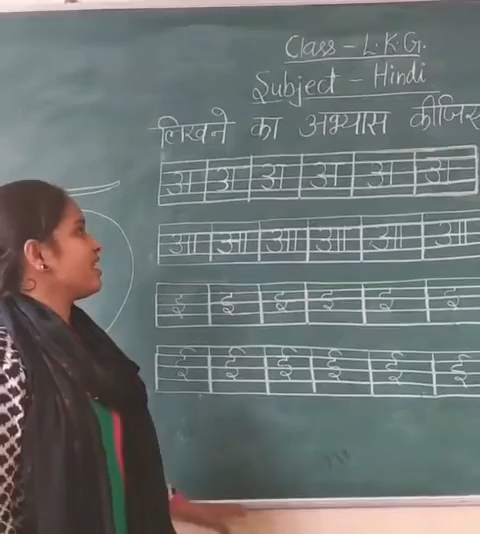 Class - L.K.G.
Subject - Hindi
लिखने का अभ्यास कीजिए
अ अ अ अ अ अ
आ आ आ आ आ आ
इ इ इ इ इ इ
ई ई ई ई ई ई